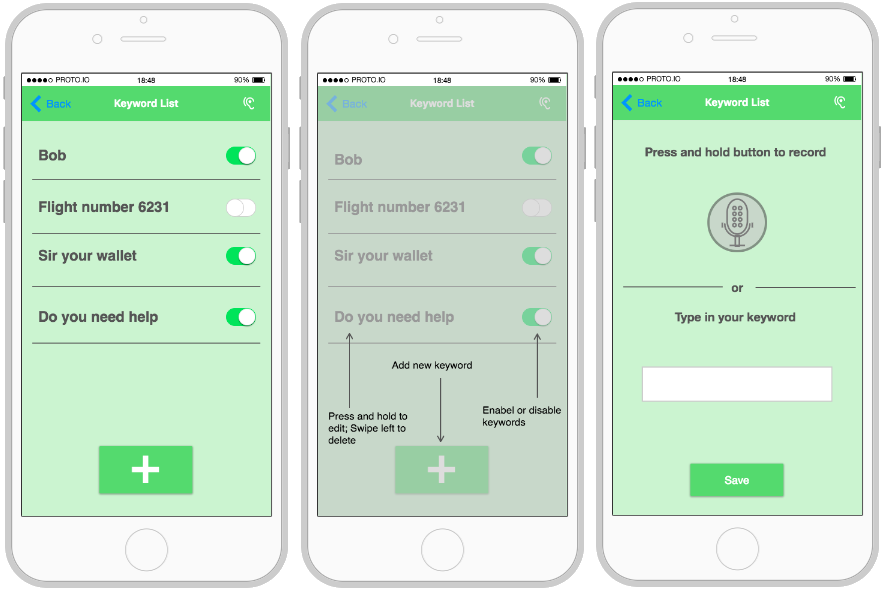 PROTO.IO 18:48 90%
Back Keyword List
Bob
Flight number 6231
Sir your wallet
Do you need help
PROTO.IO 18:48 90%
Back Keyword List
Bob
Flight number 6231
Sir your wallet
Do you need help
Add new keyword
Press and hold to
edit; Swipe left to
delete
Enabel or disable
keywords
PROTO.IO 18:48 90%
Back Keyword List
Press and hold button to record
or
Type in your keyword
Save